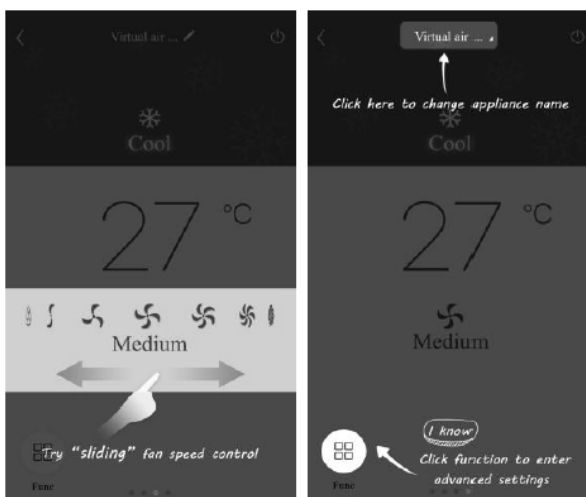 Virtual air ...
Cool
27 °C
Medium
Try "sliding" fan speed control
Func
Virtual air ...
Click here to change appliance name
Cool
27 °C
Medium
I know
Click function to enter
advanced settings
Func